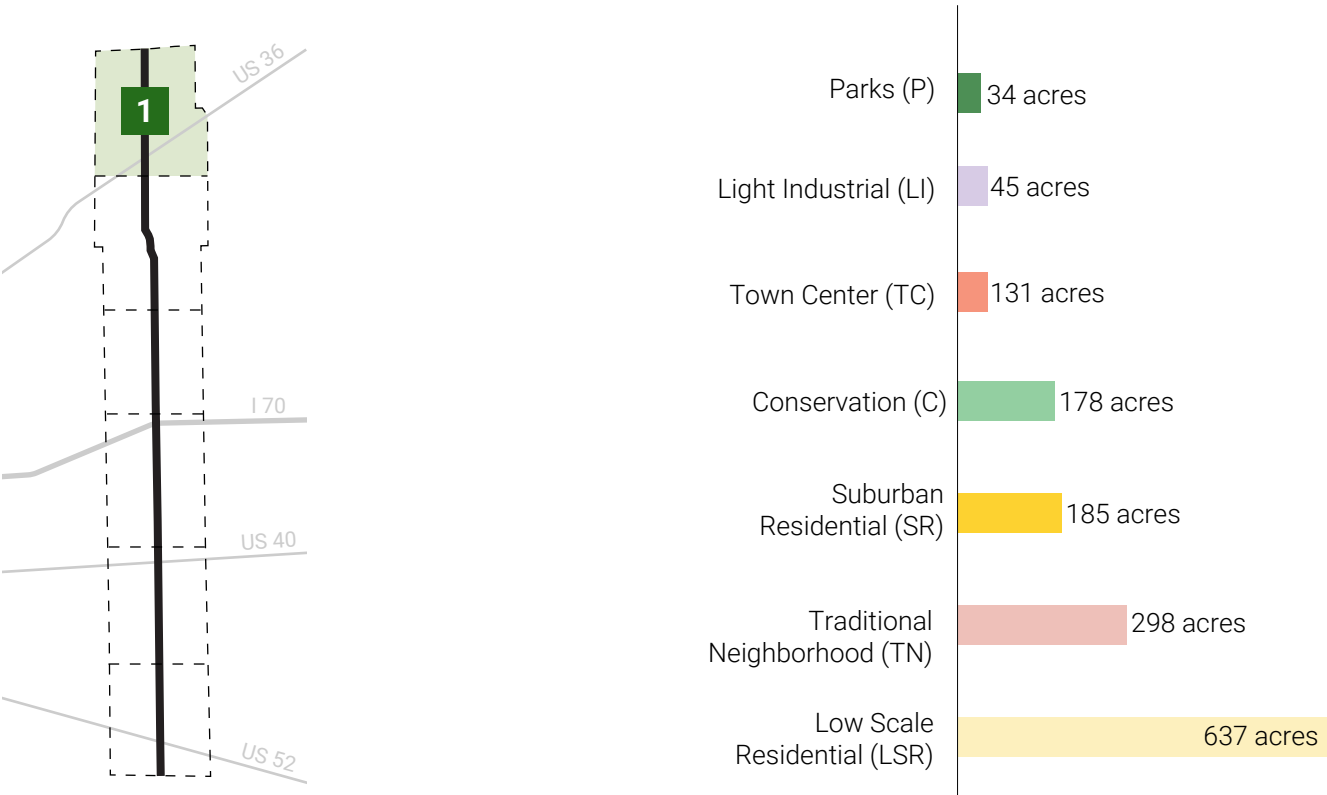 US 36
1
I 70
US 40
US 52
Parks (P)
34 acres
Light Industrial (LI)
45 acres
Town Center (TC)
131 acres
Conservation (C)
178 acres
Suburban
Residential (SR)
185 acres
Traditional
Neighborhood (TN)
298 acres
Low Scale
Residential (LSR)
637 acres